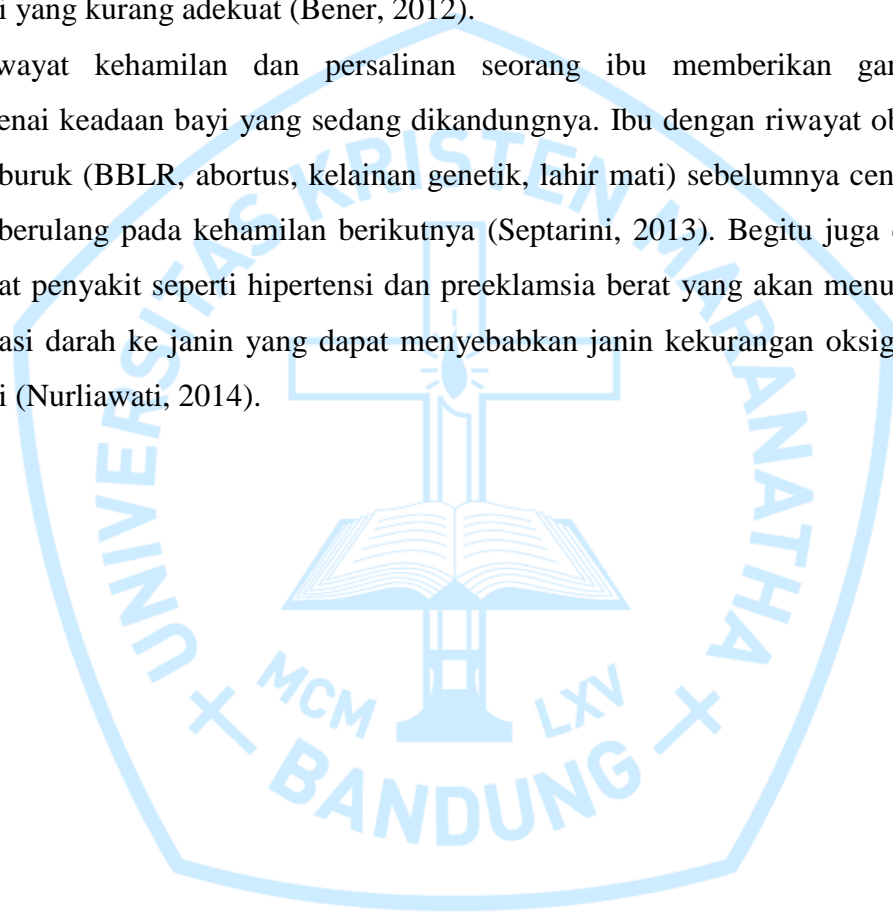 i yang kurang adekuat (Bener, 2012).
wayat kehamilan dan persalinan seorang ibu memberikan gan
enai keadaan bayi yang sedang dikandungnya. Ibu dengan riwayat ob
buruk (BBLR, abortus, kelainan genetik, lahir mati) sebelumnya cen
berulang pada kehamilan berikutnya (Septarini, 2013). Begitu juga
at penyakit seperti hipertensi dan preeklamsia berat yang akan menu
asi darah ke janin yang dapat menyebabkan janin kekurangan oksig
i (Nurliawati, 2014).
UNIVERSITAS KRISTEN MARANATHA
MCM LXV
BANDUNG